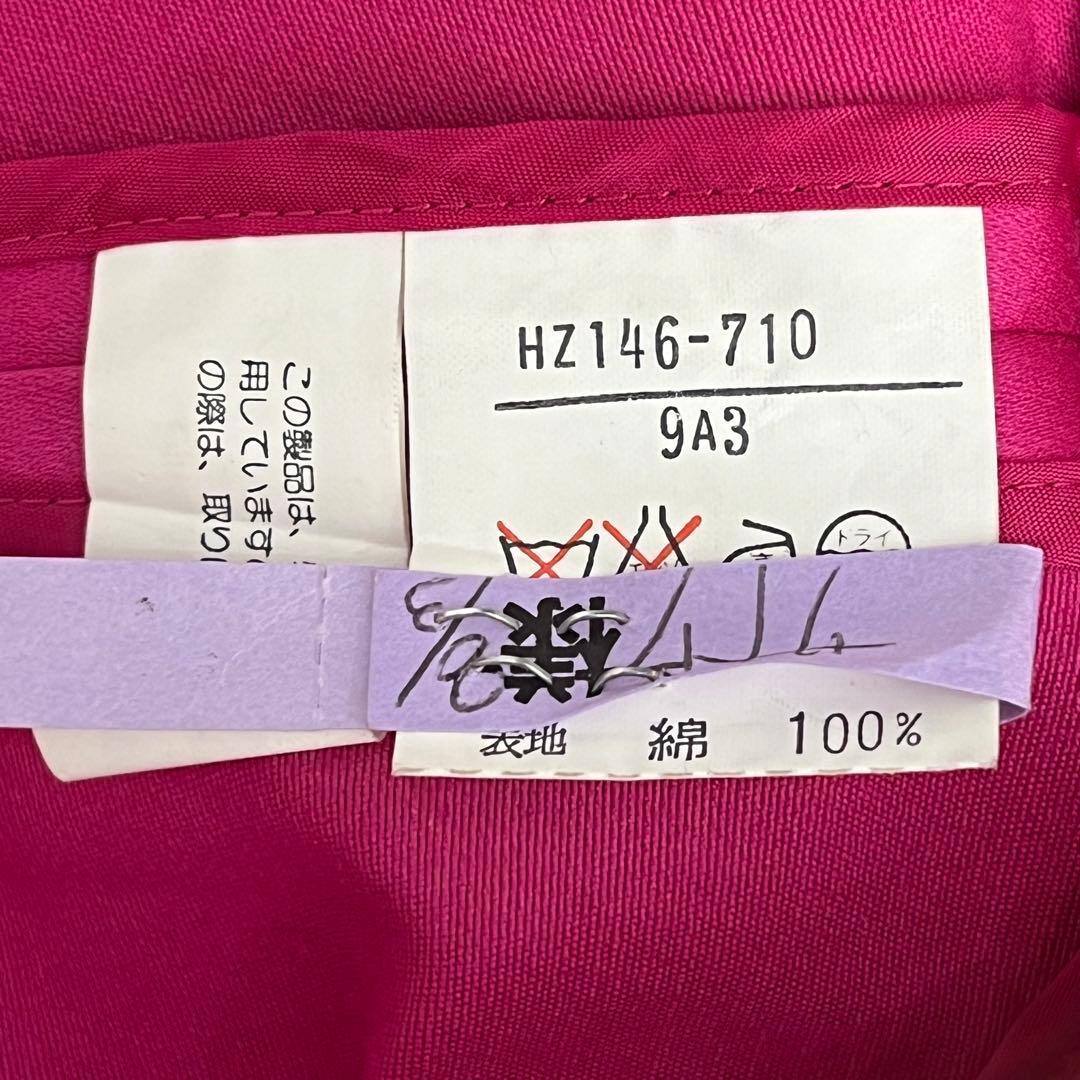 HZ146-710
9A3
ドライ
様
表地 綿 100%
この製品は、
用しています
の際は、取り